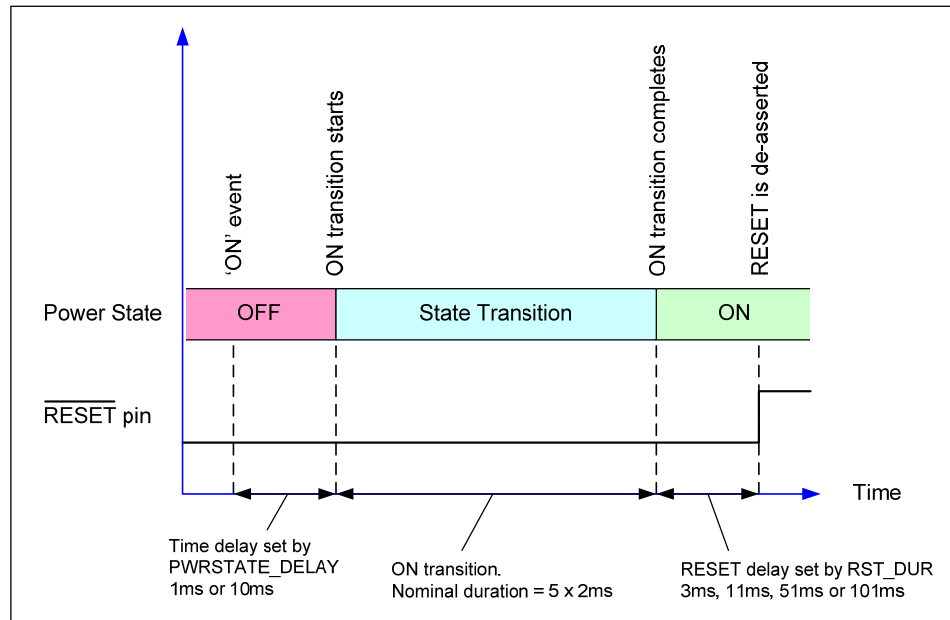 'ON' event
ON transition starts
ON transition completes
RESET is de-asserted
Power State
OFF
State Transition
ON
RESET pin
Time
Time delay set by
PWRSTATE_DELAY
1ms or 10ms
ON transition.
Nominal duration = 5 x 2ms
RESET delay set by RST_DUR
3ms, 11ms, 51ms or 101ms